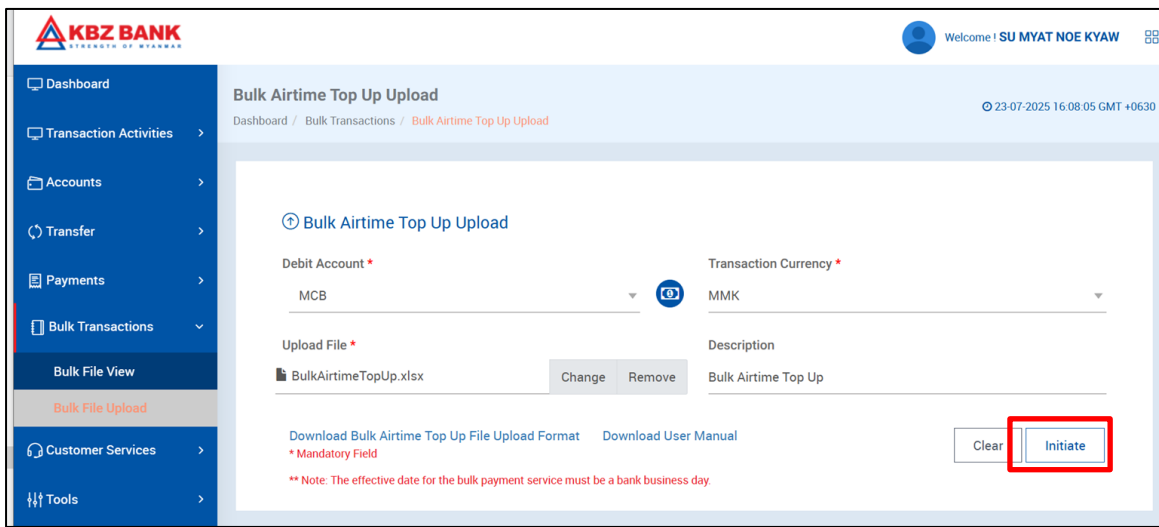 KBZ BANK
STRENGTH OF MYANMAR
Welcome ! SU MYAT NOE KYAW
Dashboard
Transaction Activities
Accounts
Transfer
Payments
Bulk Transactions
Bulk File View
Bulk File Upload
Customer Services
Tools
Bulk Airtime Top Up Upload
Dashboard / Bulk Transactions / Bulk Airtime Top Up Upload
23-07-2025 16:08:05 GMT +0630
Bulk Airtime Top Up Upload
Debit Account *
Transaction Currency *
MCB
MMK
Upload File *
Description
BulkAirtimeTopUp.xlsx Change Remove
Bulk Airtime Top Up
Download Bulk Airtime Top Up File Upload Format Download User Manual
* Mandatory Field
Clear Initiate
** Note: The effective date for the bulk payment service must be a bank business day.